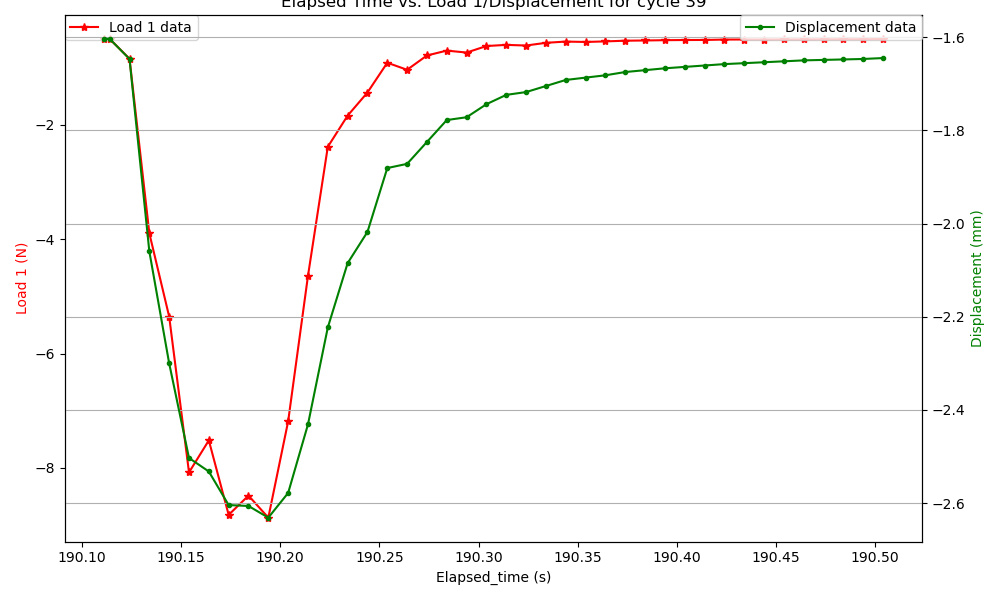 Elapsed Time vs. Load 1/Displacement for cycle 39
Load 1 data
Displacement data
−2
−4
−6
−8
Load 1 (N)
−1.6
−1.8
−2.0
−2.2
−2.4
−2.6
Displacement (mm)
190.10 190.15 190.20 190.25 190.30 190.35 190.40 190.45 190.50
Elapsed_time (s)